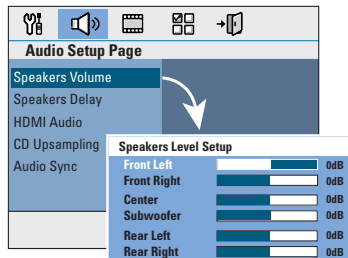 Audio Setup Page
Speakers Volume
Speakers Delay
HDMI Audio
CD Upsampling
Audio Sync
Speakers Level Setup
Front Left 0dB
Front Right 0dB
Center 0dB
Subwoofer 0dB
Rear Left 0dB
Rear Right 0dB